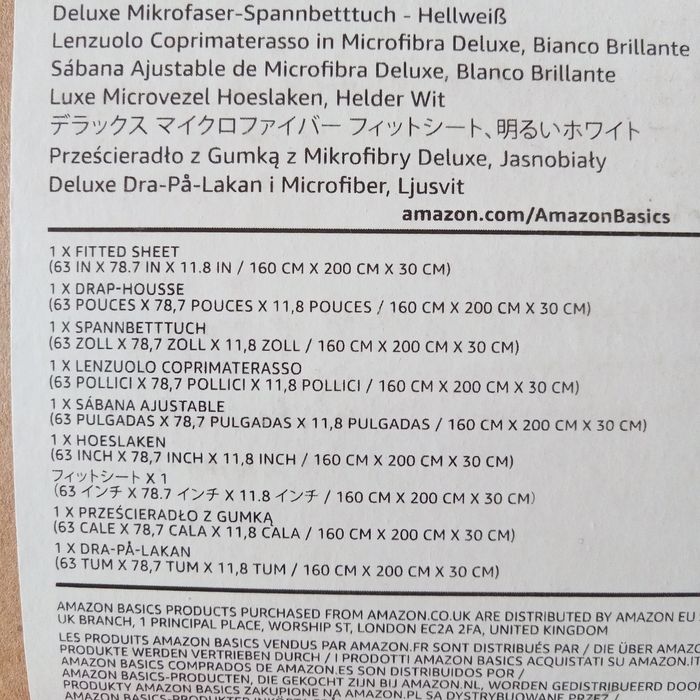 Deluxe Mikrofaser-Spannbetttuch - Hellweiß
Lenzuolo Coprimaterasso in Microfibra Deluxe, Bianco Brillante
Sábana Ajustable de Microfibra Deluxe, Blanco Brillante
Luxe Microvezel Hoeslaken, Helder Wit
デラックス マイクロファイバー フィットシート、明るいホワイト
Prześcieradło z Gumką z Mikrofibry Deluxe, Jasnobiały
Deluxe Dra-På-Lakan i Microfiber, Ljusvit
amazon.com/AmazonBasics
1 X FITTED SHEET
(63 IN X 78.7 IN X 11.8 IN / 160 CM X 200 CM X 30 CM)
1 X DRAP-HOUSSE
(63 POUCES X 78,7 POUCES X 11,8 POUCES / 160 CM X 200 CM X 30 CM)
1 X SPANNBETTTUCH
(63 ZOLL X 78,7 ZOLL X 11,8 ZOLL / 160 CM X 200 CM X 30 CM)
1 X LENZUOLO COPRIMATERASSO
(63 POLLICI X 78,7 POLLICI X 11,8 POLLICI / 160 CM X 200 CM X 30 CM)
1 X SÁBANA AJUSTABLE
(63 PULGADAS X 78,7 PULGADAS X 11,8 PULGADAS / 160 CM X 200 CM X 30 CM)
1 X HOESLAKEN
(63 INCH X 78,7 INCH X 11,8 INCH / 160 CM X 200 CM X 30 CM)
フィットシート X 1
(63 インチ X 78.7 インチ X 11.8 インチ / 160 CM X 200 CM X 30 CM)
1 X PRZEŚCIERADŁO Z GUMKĄ
(63 CALE X 78,7 CALA X 11,8 CALA / 160 CM X 200 CM X 30 CM)
1 X DRA-PÅ-LAKAN
(63 TUM X 78,7 TUM X 11,8 TUM / 160 CM X 200 CM X 30 CM)
AMAZON BASICS PRODUCTS PURCHASED FROM AMAZON.CO.UK ARE DISTRIBUTED BY AMAZON EU
UK BRANCH, 1 PRINCIPAL PLACE, WORSHIP ST, LONDON EC2A 2FA, UNITED KINGDOM
LES PRODUITS AMAZON BASICS VENDUS PAR AMAZON.FR SONT DISTRIBUÉS PAR / DIE ÜBER AMAZO
PRODUKTE WERDEN VERTRIEBEN DURCH / I PRODOTTI AMAZON BASICS ACQUISTATI SU AMAZON.I
AMAZON BASICS COMPRADOS DE AMAZON.ES SON DISTRIBUIDOS POR /
AMAZON BASICS-PRODUCTEN, DIE GEKOCHT ZIJN BIJ AMAZON.NL, WORDEN GEDISTRIBUEERD DOO
PRODUKTY AMAZON BASICS ZAKUPIONE NA AMAZON.PL SĄ DYSTRYBUOWANE PRZEZ /